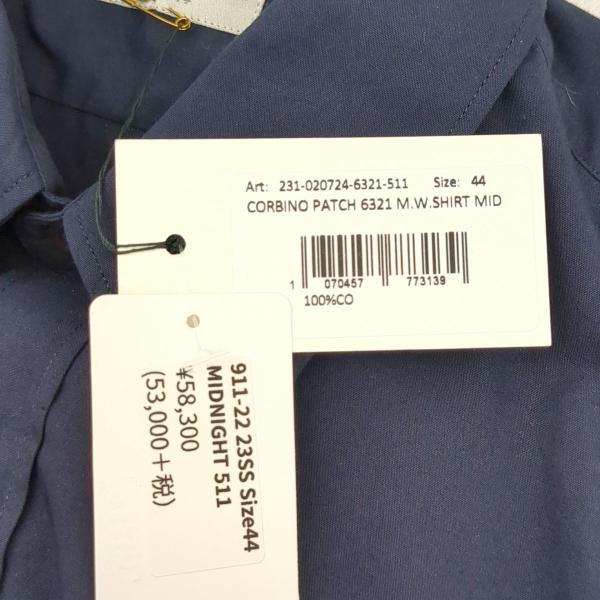 Art: 231-020724-6321-511 Size: 44
CORBINO PATCH 6321 M.W.SHIRT MID
1 070457 773139
100%CO
911-22 23SS Size44
MIDNIGHT 511
¥58,300
(53,000+税)